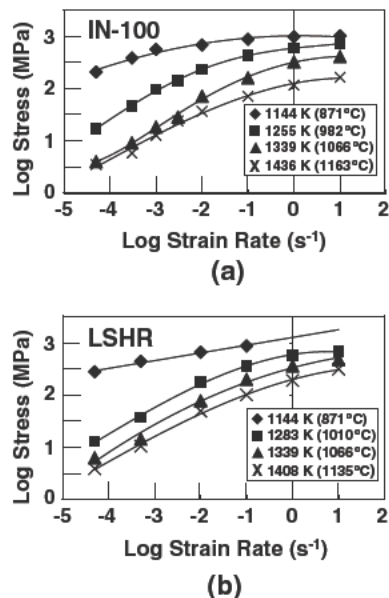 IN-100
Log Stress (MPa)
3
2
1
0
◆ 1144 K (871°C)
■ 1255 K (982°C)
▲ 1339 K (1066°C)
× 1436 K (1163°C)
-5 -4 -3 -2 -1 0 1 2
Log Strain Rate (s⁻¹)
(a)
LSHR
Log Stress (MPa)
3
2
1
0
◆ 1144 K (871°C)
■ 1283 K (1010°C)
▲ 1339 K (1066°C)
× 1408 K (1135°C)
-5 -4 -3 -2 -1 0 1 2
Log Strain Rate (s⁻¹)
(b)